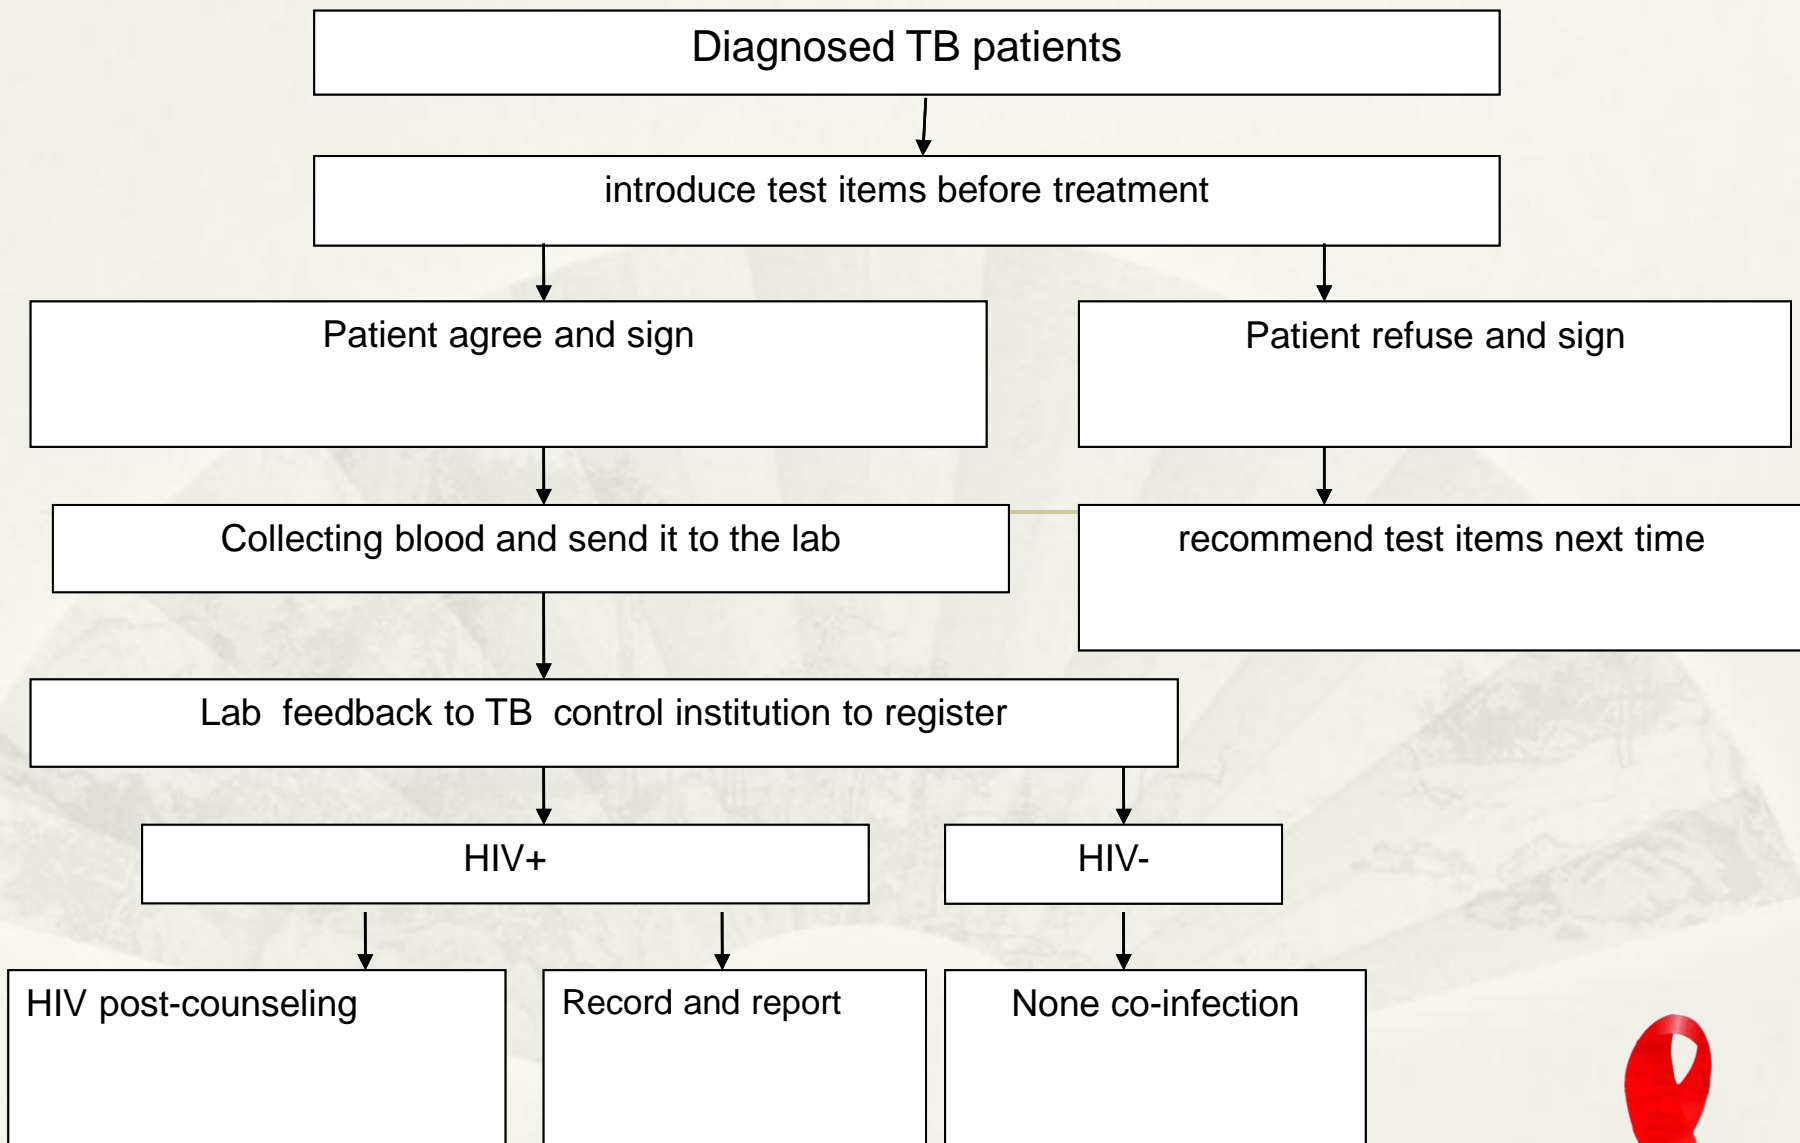 Diagnosed TB patients
introduce test items before treatment
Patient agree and sign
Patient refuse and sign
Collecting blood and send it to the lab
recommend test items next time
Lab  feedback to TB  control institution to register
HIV+
HIV-
HIV post-counseling
Record and report
None co-infection